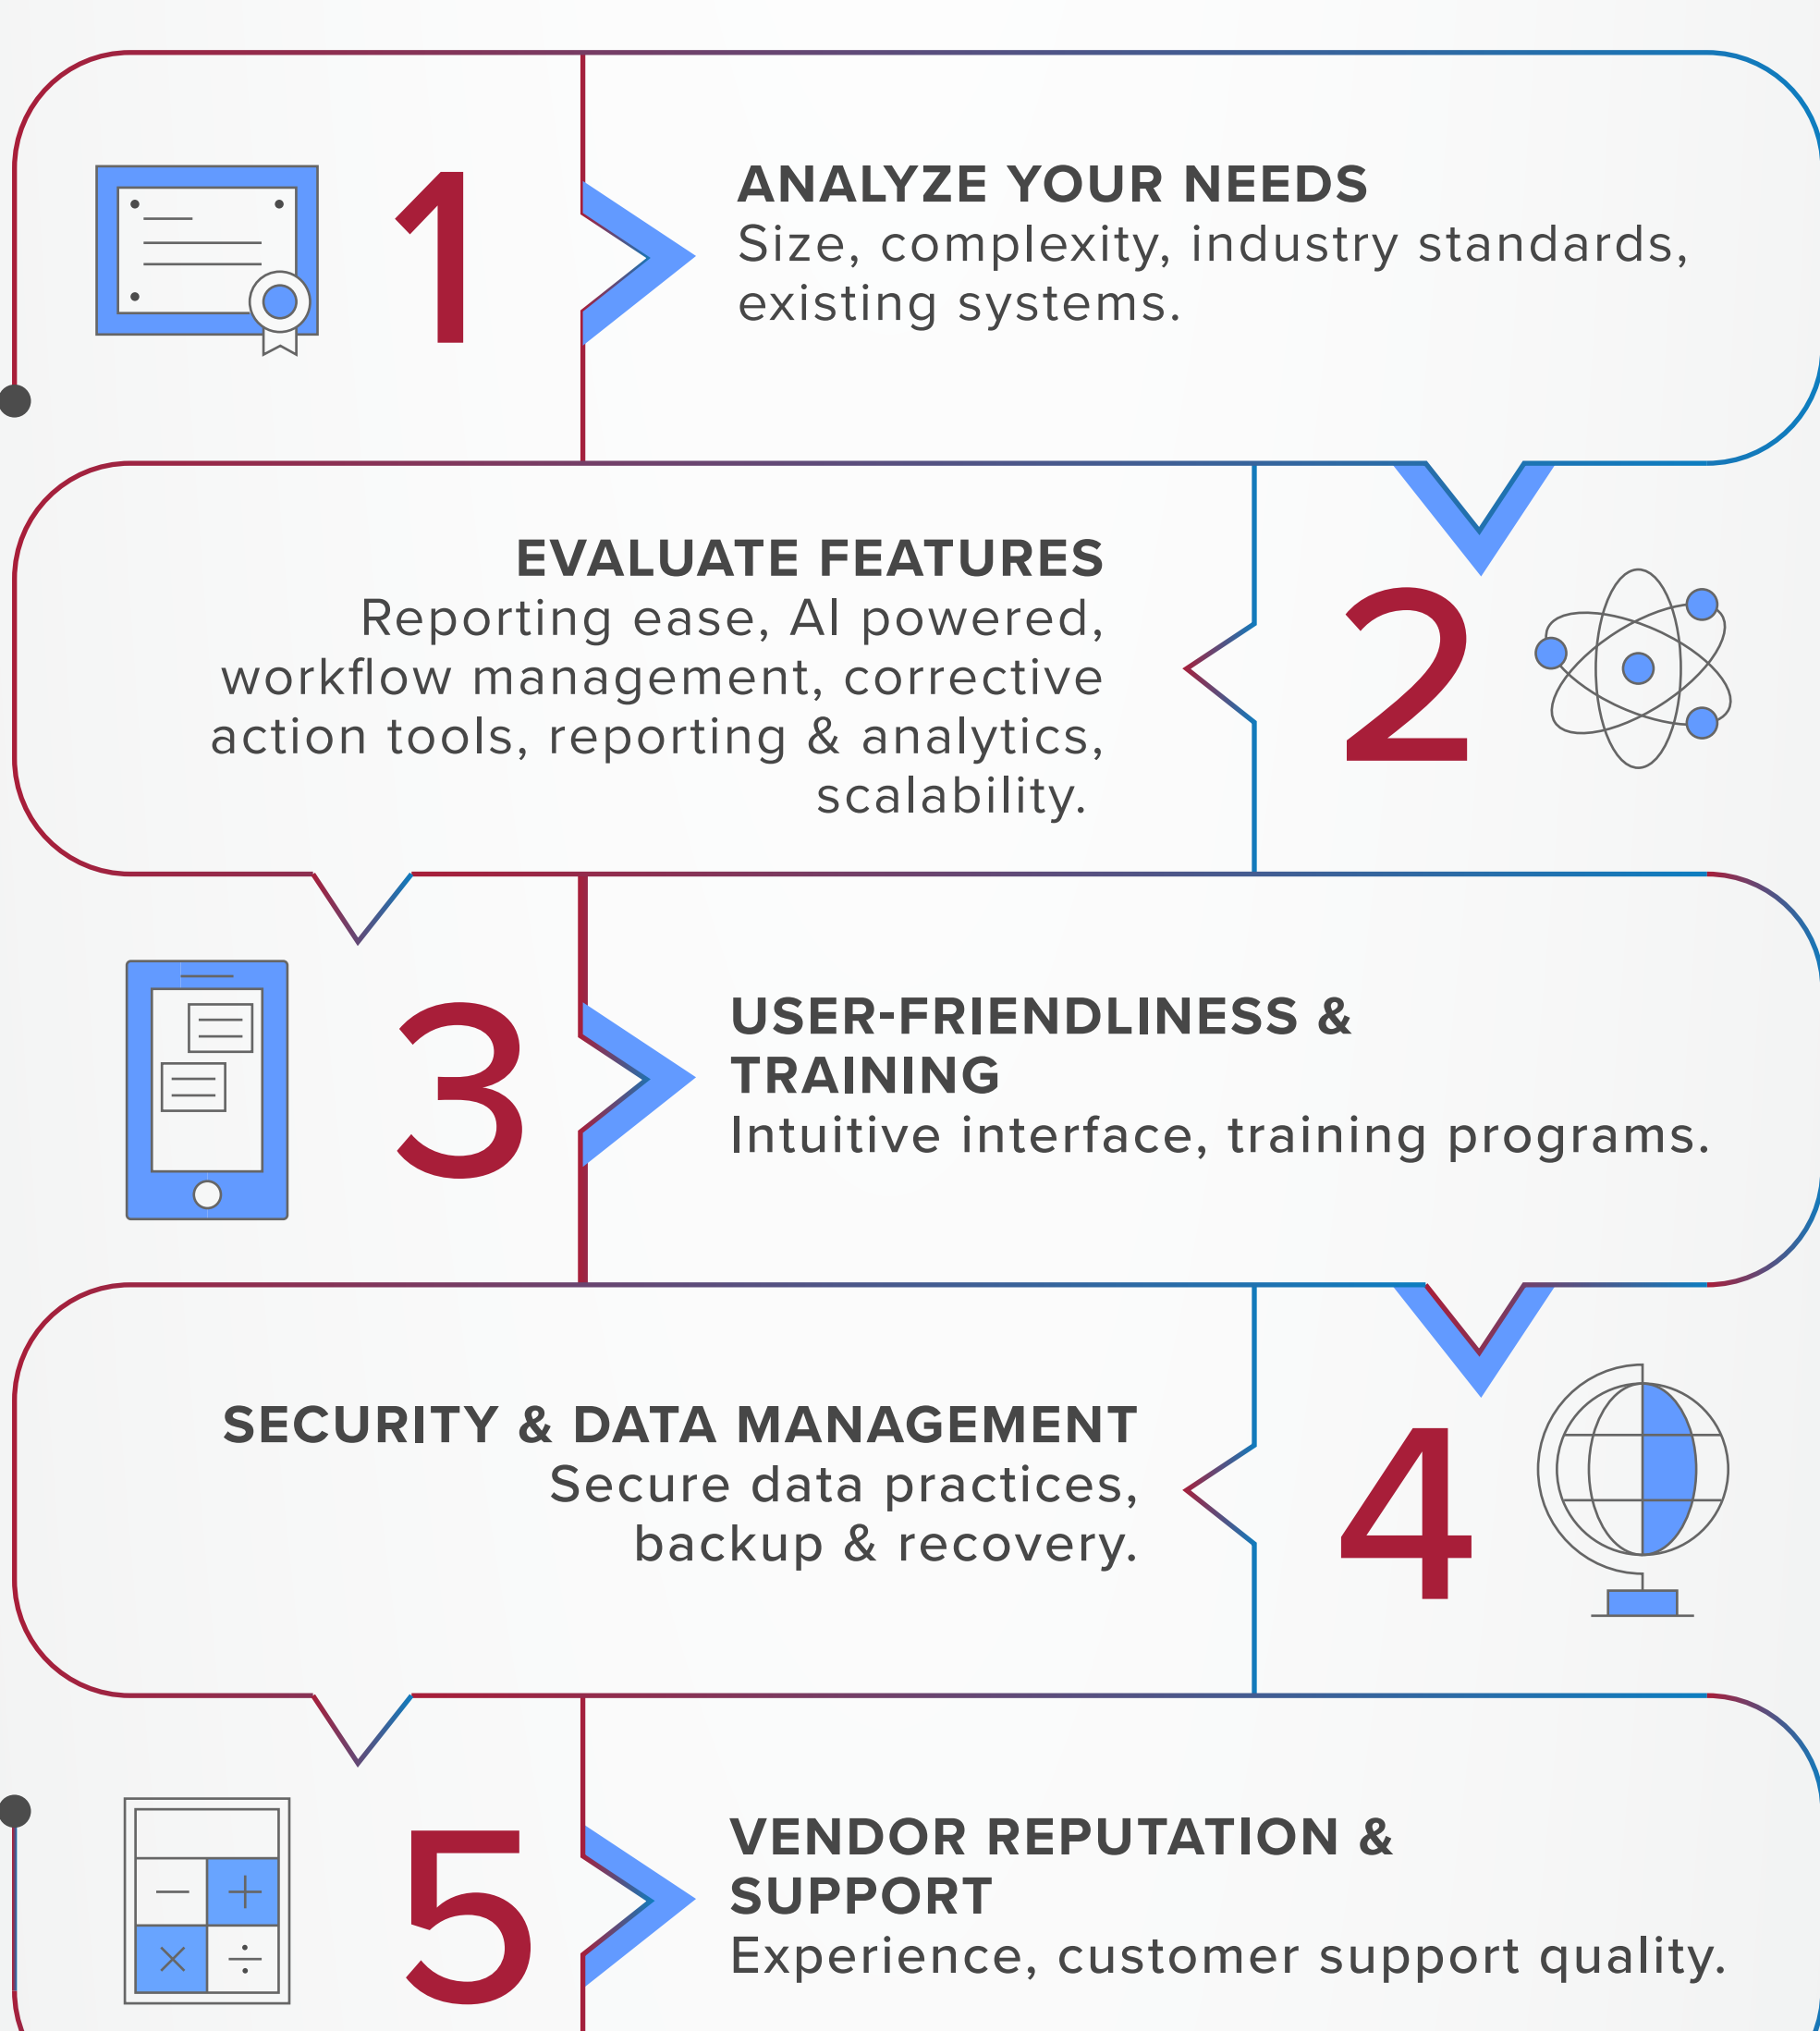 1
ANALYZE YOUR NEEDS
Size, complexity, industry standards,
existing systems.
EVALUATE FEATURES
Reporting ease, AI powered,
workflow management, corrective
action tools, reporting & analytics,
scalability.
2
3
USER-FRIENDLINESS &
TRAINING
Intuitive interface, training programs.
SECURITY & DATA MANAGEMENT
Secure data practices,
backup & recovery.
4
5
VENDOR REPUTATION &
SUPPORT
Experience, customer support quality.